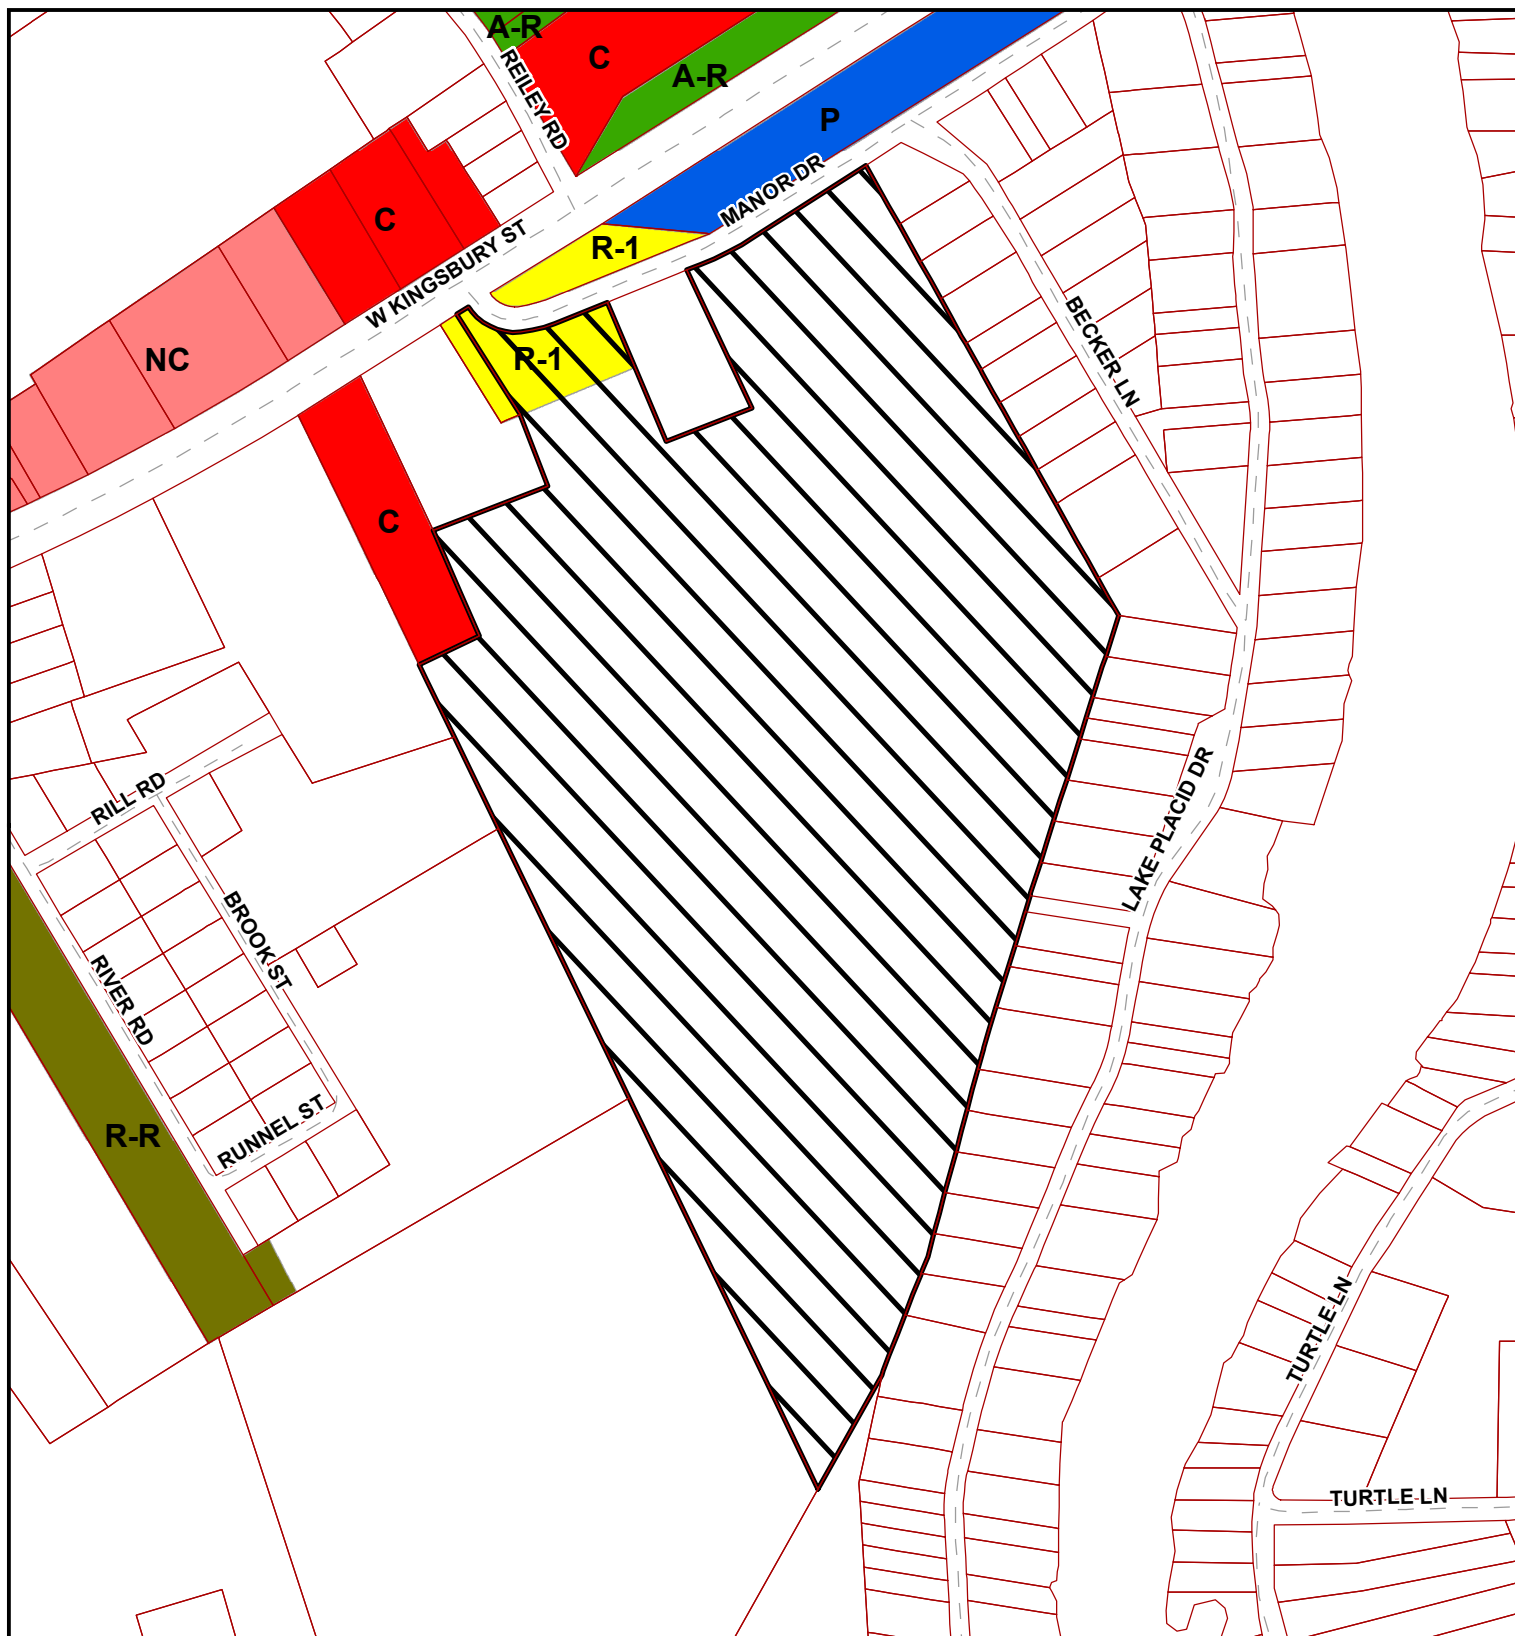 A-R
C
REILEY RD
A-R
P
MANOR DR
C
W KINGSBURY ST
R-1
NC
R-1
BECKER LN
C
LAKE PLACID DR
RILL RD
BROOK ST
RIVER RD
R-R
RUNNEL ST
TURTLE LN
TURTLE LN